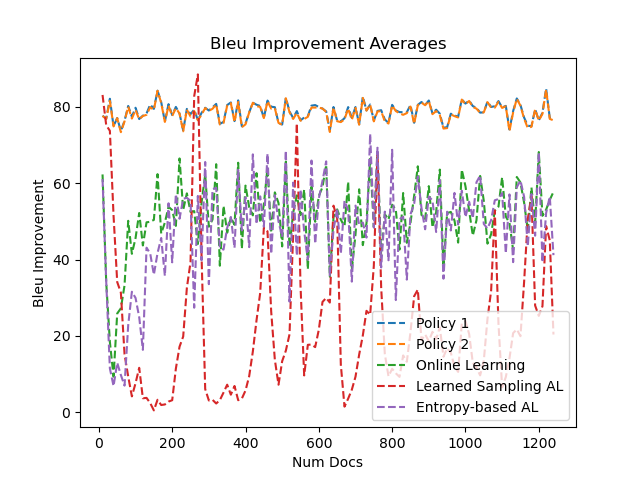 Bleu Improvement Averages
Bleu Improvement
80
60
40
20
0
Policy 1
Policy 2
Online Learning
Learned Sampling AL
Entropy-based AL
0 200 400 600 800 1000 1200
Num Docs